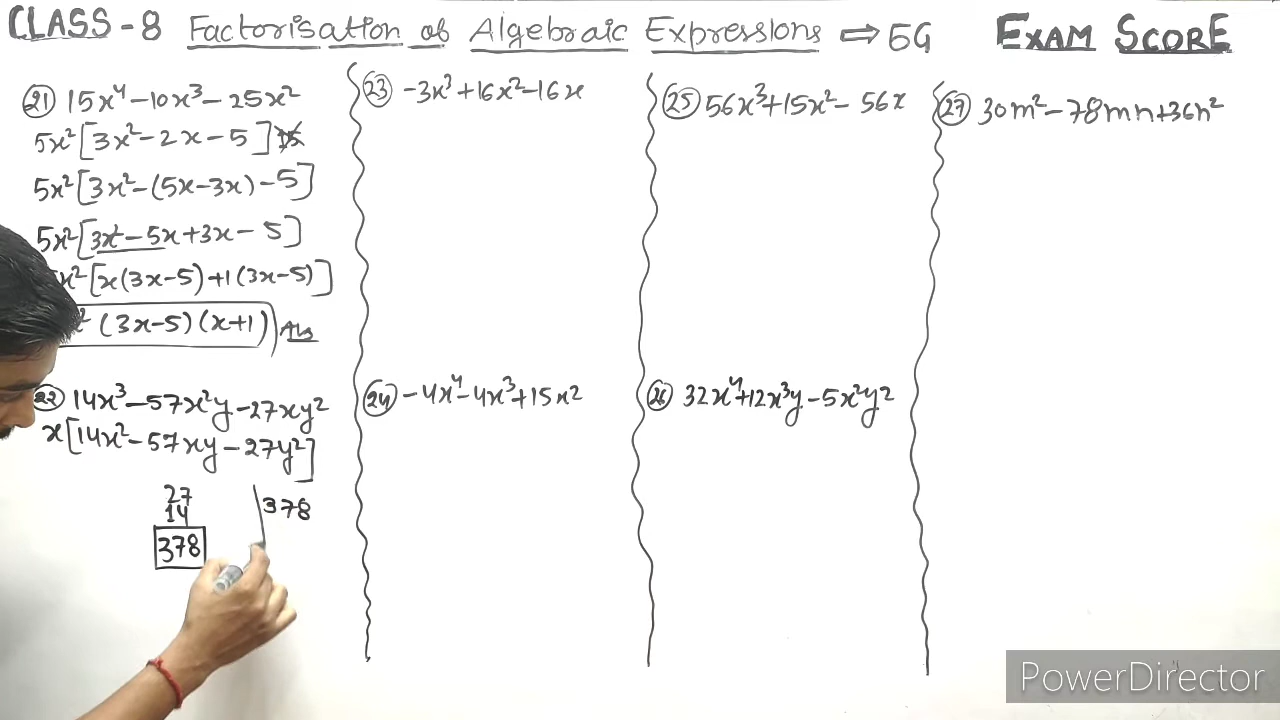 CLASS - 8 Factorisation of Algebraic Expressions ⇒ 5G EXAM SCORE
(21) 15x⁴ - 10x³ - 25x²
5x² [3x² - 2x - 5]
5x² [3x² - (5x - 3x) - 5]
5x² [3x² - 5x + 3x - 5]
x² [x(3x - 5) + 1(3x - 5)]
(3x - 5)(x + 1) Ans
(22) 14x³ - 57x²y - 27xy²
x[14x² - 57xy - 27y²]
27
14
378
378
(23) -3x³ + 16x² - 16x
(24) -4x⁴ - 4x³ + 15x²
(25) 56x³ + 15x² - 56x
(26) 32x⁴ + 12x³y - 5x²y²
(27) 30m² - 78mn + 36n²
PowerDirector